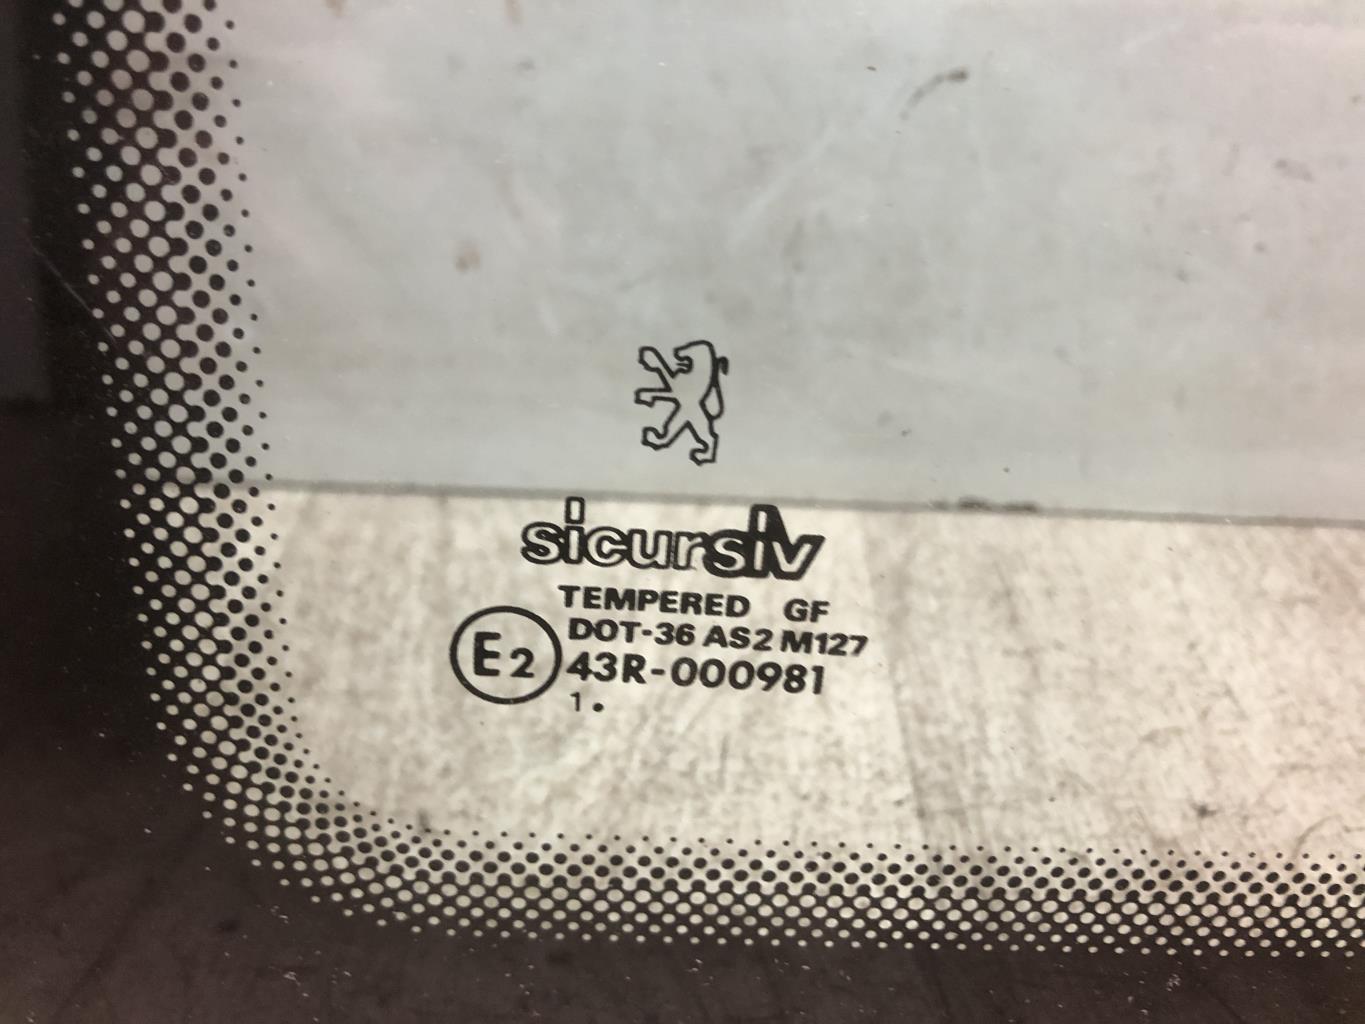 sicursiv
TEMPERED GF
DOT-36 AS2 M127
E2 43R-000981
1.